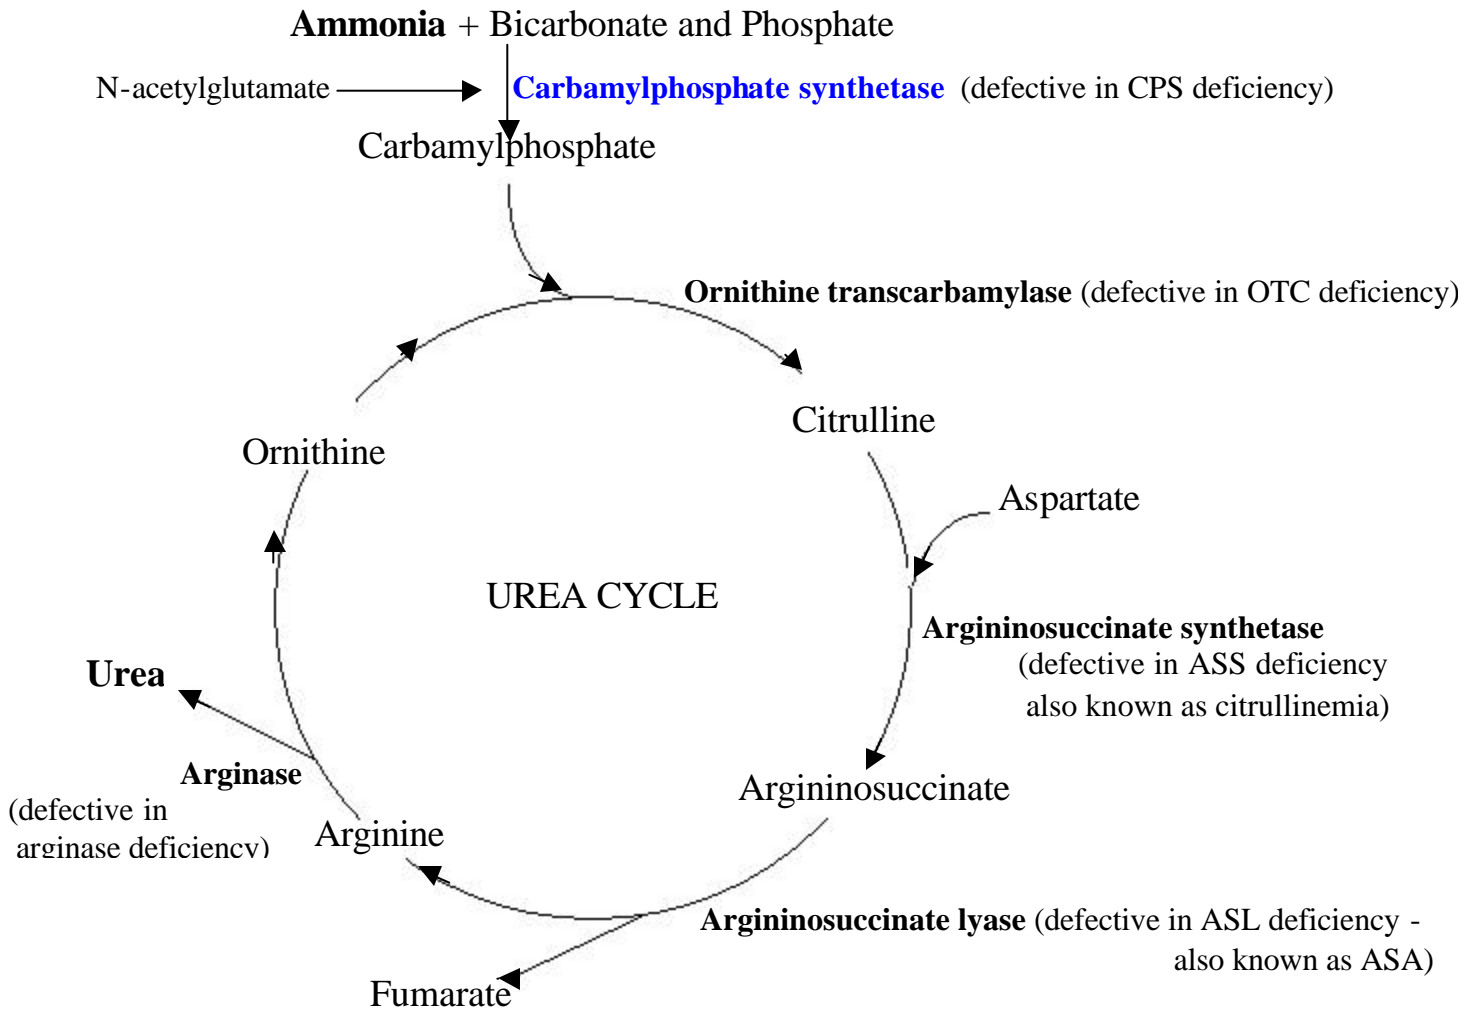 Ammonia + Bicarbonate and Phosphate
N-acetylglutamate
Carbamylphosphate synthetase (defective in CPS deficiency)
Carbamylphosphate
Ornithine transcarbamylase (defective in OTC deficiency)
Citrulline
Ornithine
Aspartate
UREA CYCLE
Argininosuccinate synthetase
(defective in ASS deficiency
also known as citrullinemia)
Urea
Arginase
(defective in
arginase deficiency)
Argininosuccinate
Arginine
Argininosuccinate lyase (defective in ASL deficiency -
also known as ASA)
Fumarate